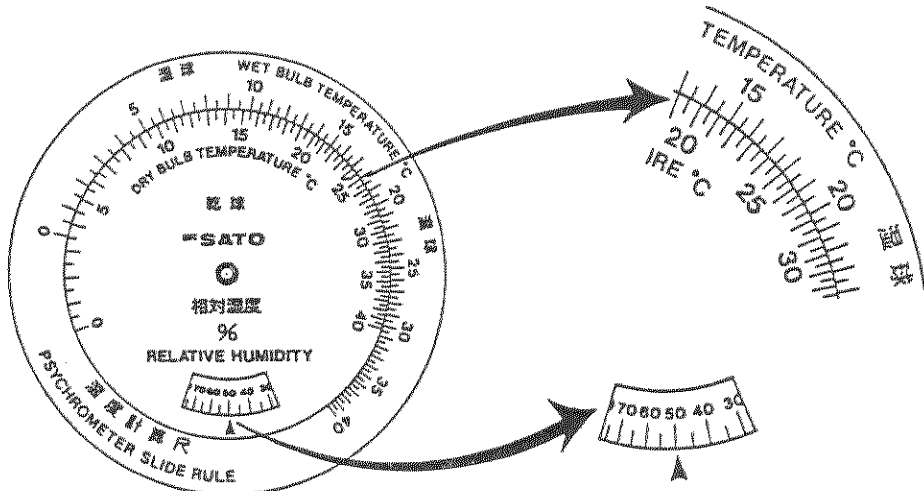 湿球 WET BULB TEMPERATURE °C 湿球
0 5 10 15 20 25 30 35 40
0 5 10 15 20 25 30 35 40
DRY BULB TEMPERATURE °C
乾球
SATO
相対湿度
%
RELATIVE HUMIDITY
70 60 50 40 30
湿度計算尺
PSYCHROMETER SLIDE RULE
TEMPERATURE °C 湿球
15 20
20 25 30
IRE °C
70 60 50 40 30